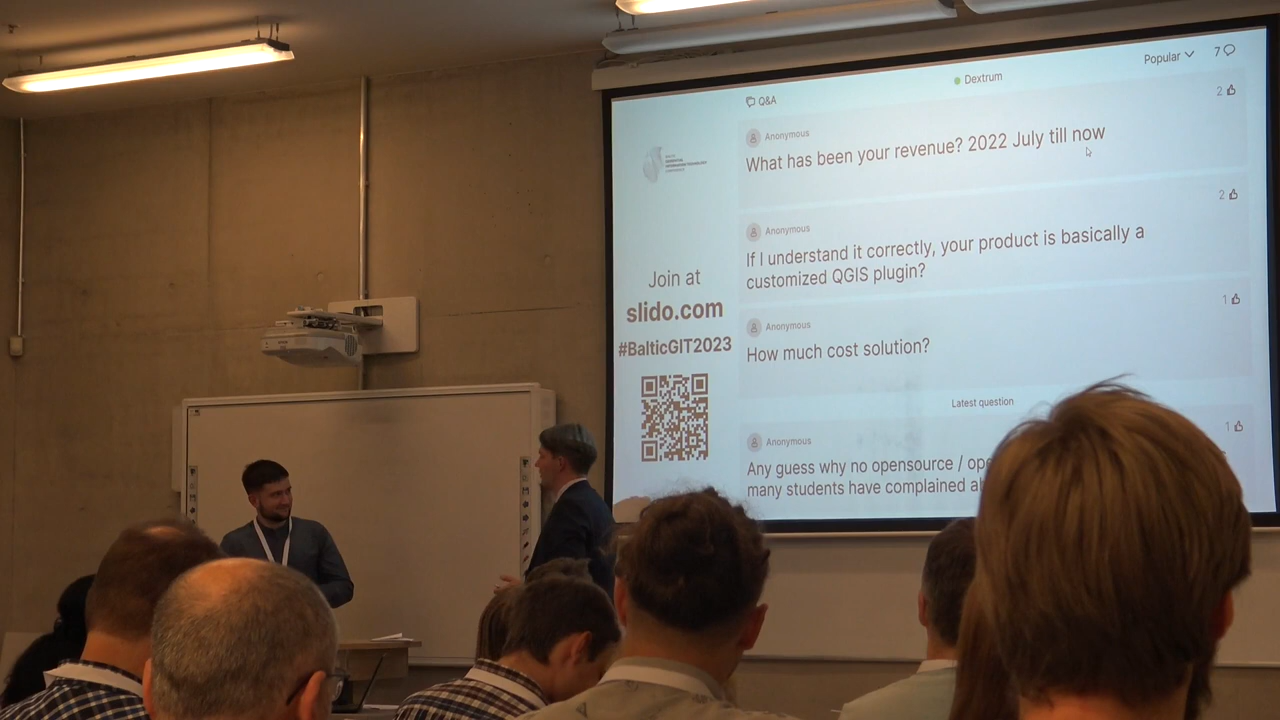 Popular
7
Dextrum
Q&A
2
Anonymous
What has been your revenue? 2022 July till now
2
Anonymous
If I understand it correctly, your product is basically a
customized QGIS plugin?
1
Anonymous
How much cost solution?
Latest question
1
Anonymous
Any guess why no opensource /
many students have complained
Join at
slido.com
#BalticGIT2023